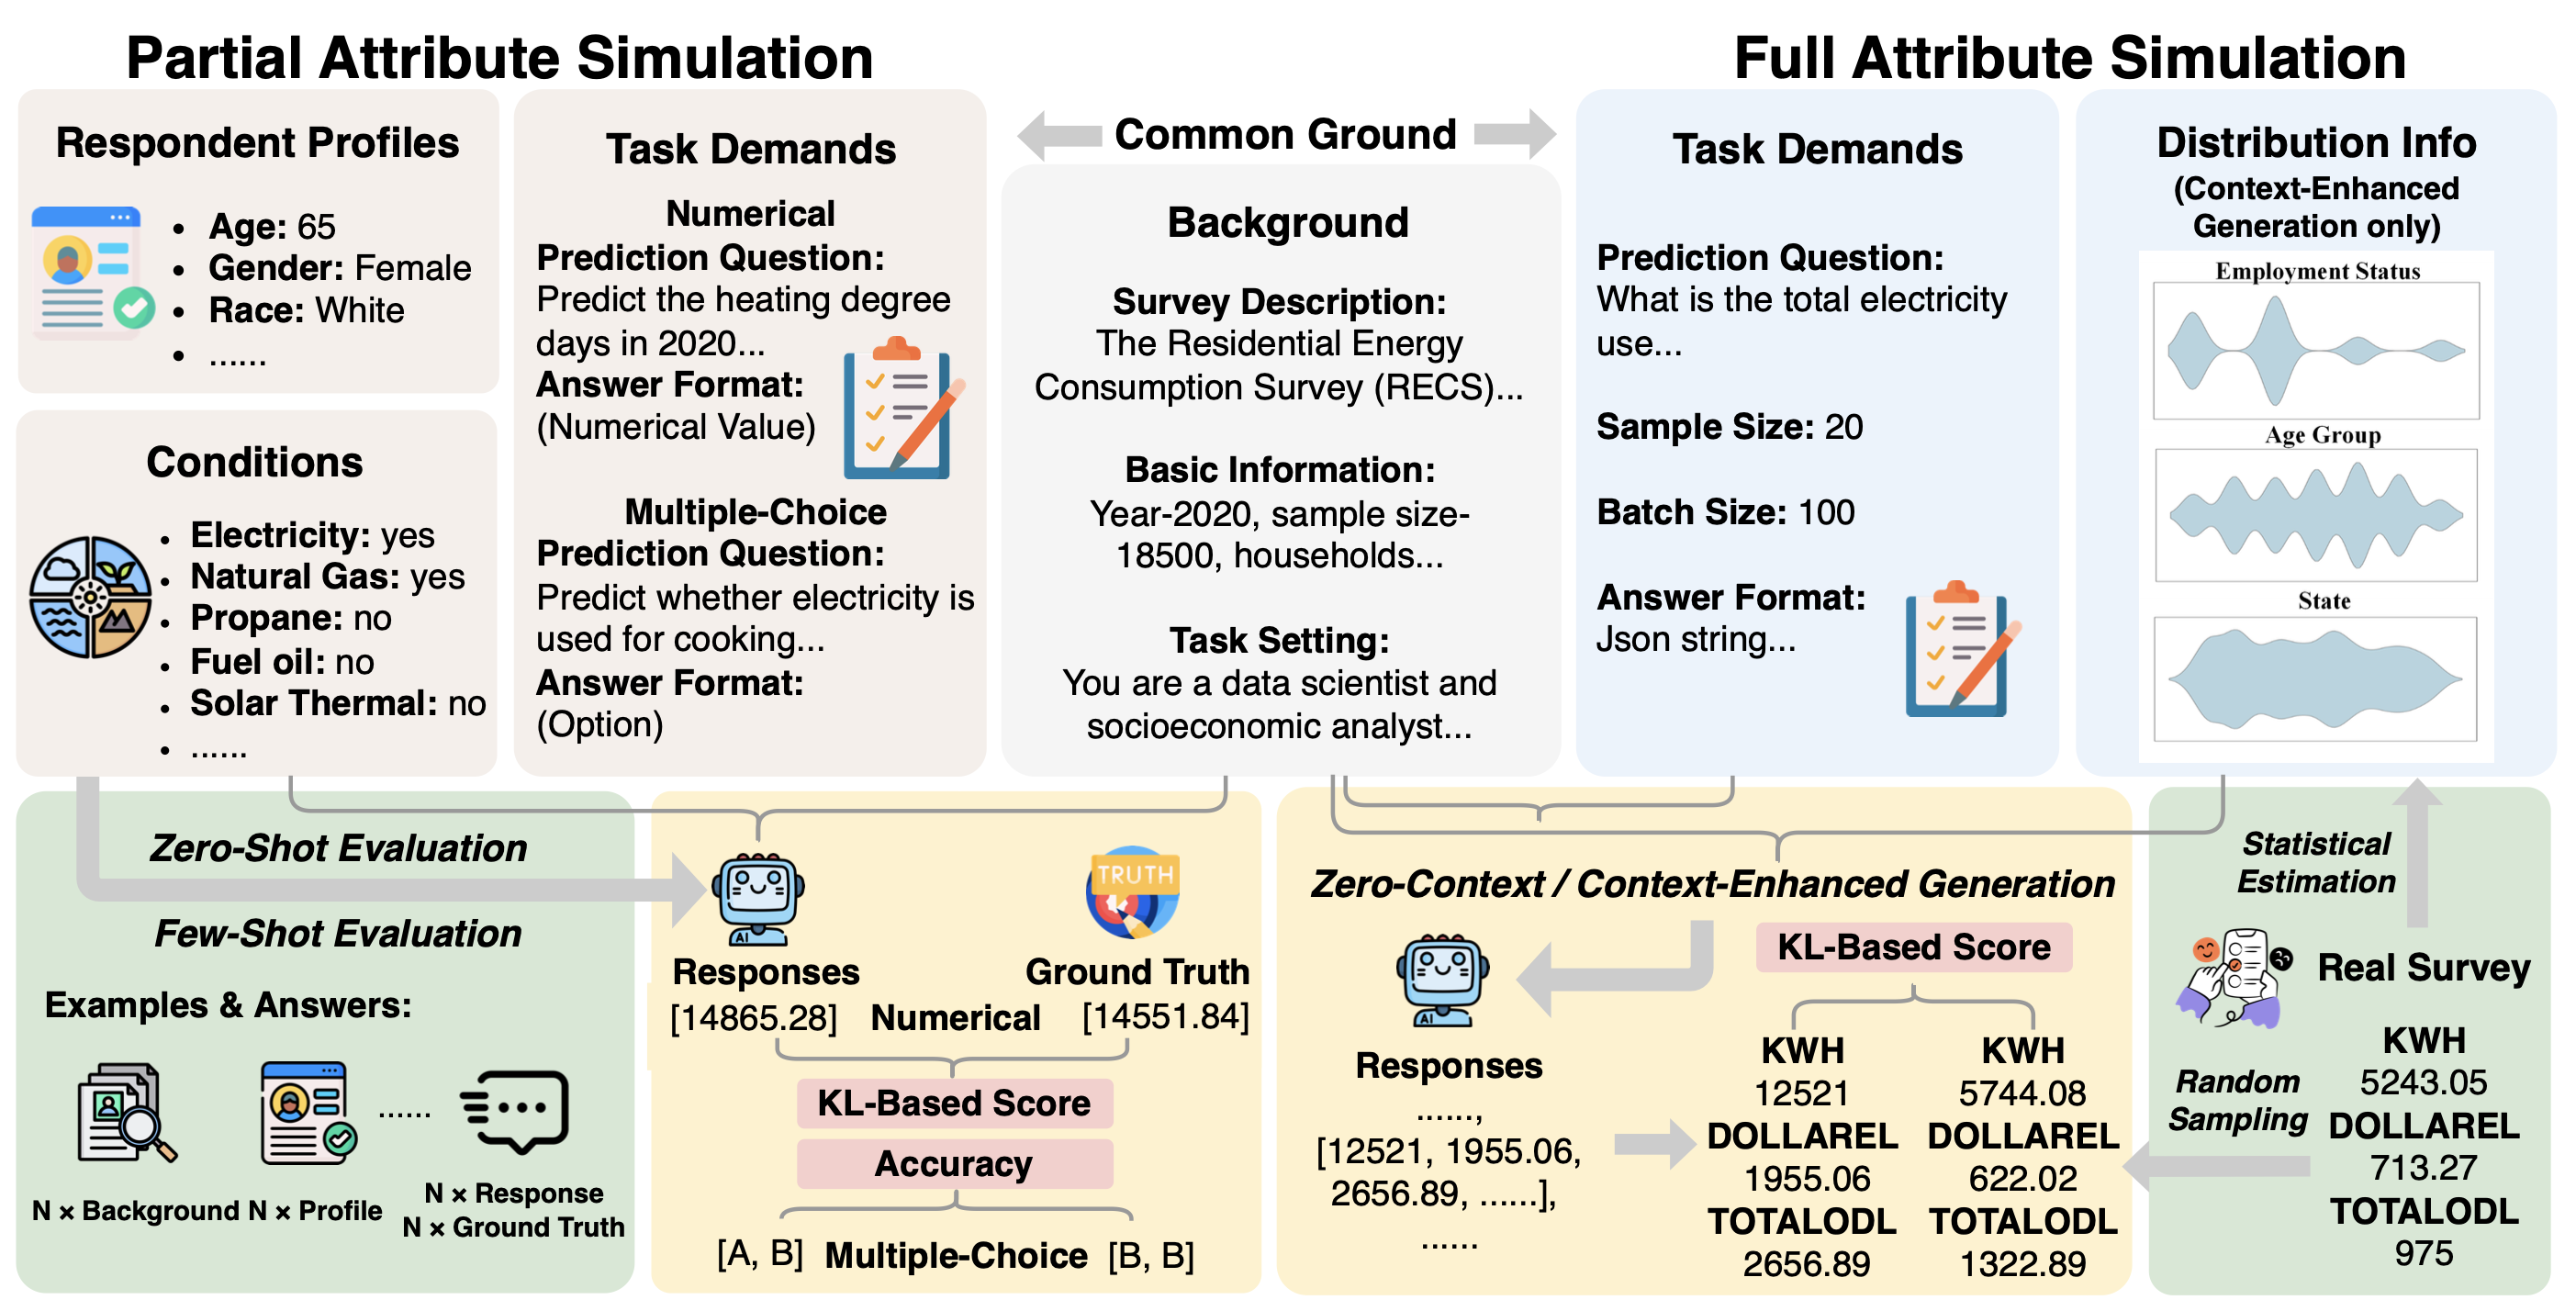 Partial Attribute Simulation
Full Attribute Simulation
Respondent Profiles
• Age: 65
• Gender: Female
• Race: White
• ......
Conditions
• Electricity: yes
• Natural Gas: yes
• Propane: no
• Fuel oil: no
• Solar Thermal: no
• ......
Task Demands
Numerical
Prediction Question:
Predict the heating degree
days in 2020...
Answer Format:
(Numerical Value)
Multiple-Choice
Prediction Question:
Predict whether electricity is
used for cooking...
Answer Format:
(Option)
Common Ground
Background
Survey Description:
The Residential Energy
Consumption Survey (RECS)...
Basic Information:
Year-2020, sample size-
18500, households...
Task Setting:
You are a data scientist and
socioeconomic analyst...
Task Demands
Prediction Question:
What is the total electricity
use...
Sample Size: 20
Batch Size: 100
Answer Format:
Json string...
Distribution Info
(Context-Enhanced
Generation only)
Employment Status
Age Group
State
Zero-Shot Evaluation
Few-Shot Evaluation
Examples & Answers:
......
N × Background
N × Profile
N × Response
N × Ground Truth
AI
TRUTH
Responses
Ground Truth
[14865.28] Numerical [14551.84]
KL-Based Score
Accuracy
[A, B] Multiple-Choice [B, B]
Zero-Context / Context-Enhanced Generation
AI
Responses
......,
[12521, 1955.06,
2656.89, ......],
......
KL-Based Score
KWH
12521
DOLLAREL
1955.06
TOTALODL
2656.89
KWH
5744.08
DOLLAREL
622.02
TOTALODL
1322.89
Statistical
Estimation
Real Survey
Random
Sampling
KWH
5243.05
DOLLAREL
713.27
TOTALODL
975